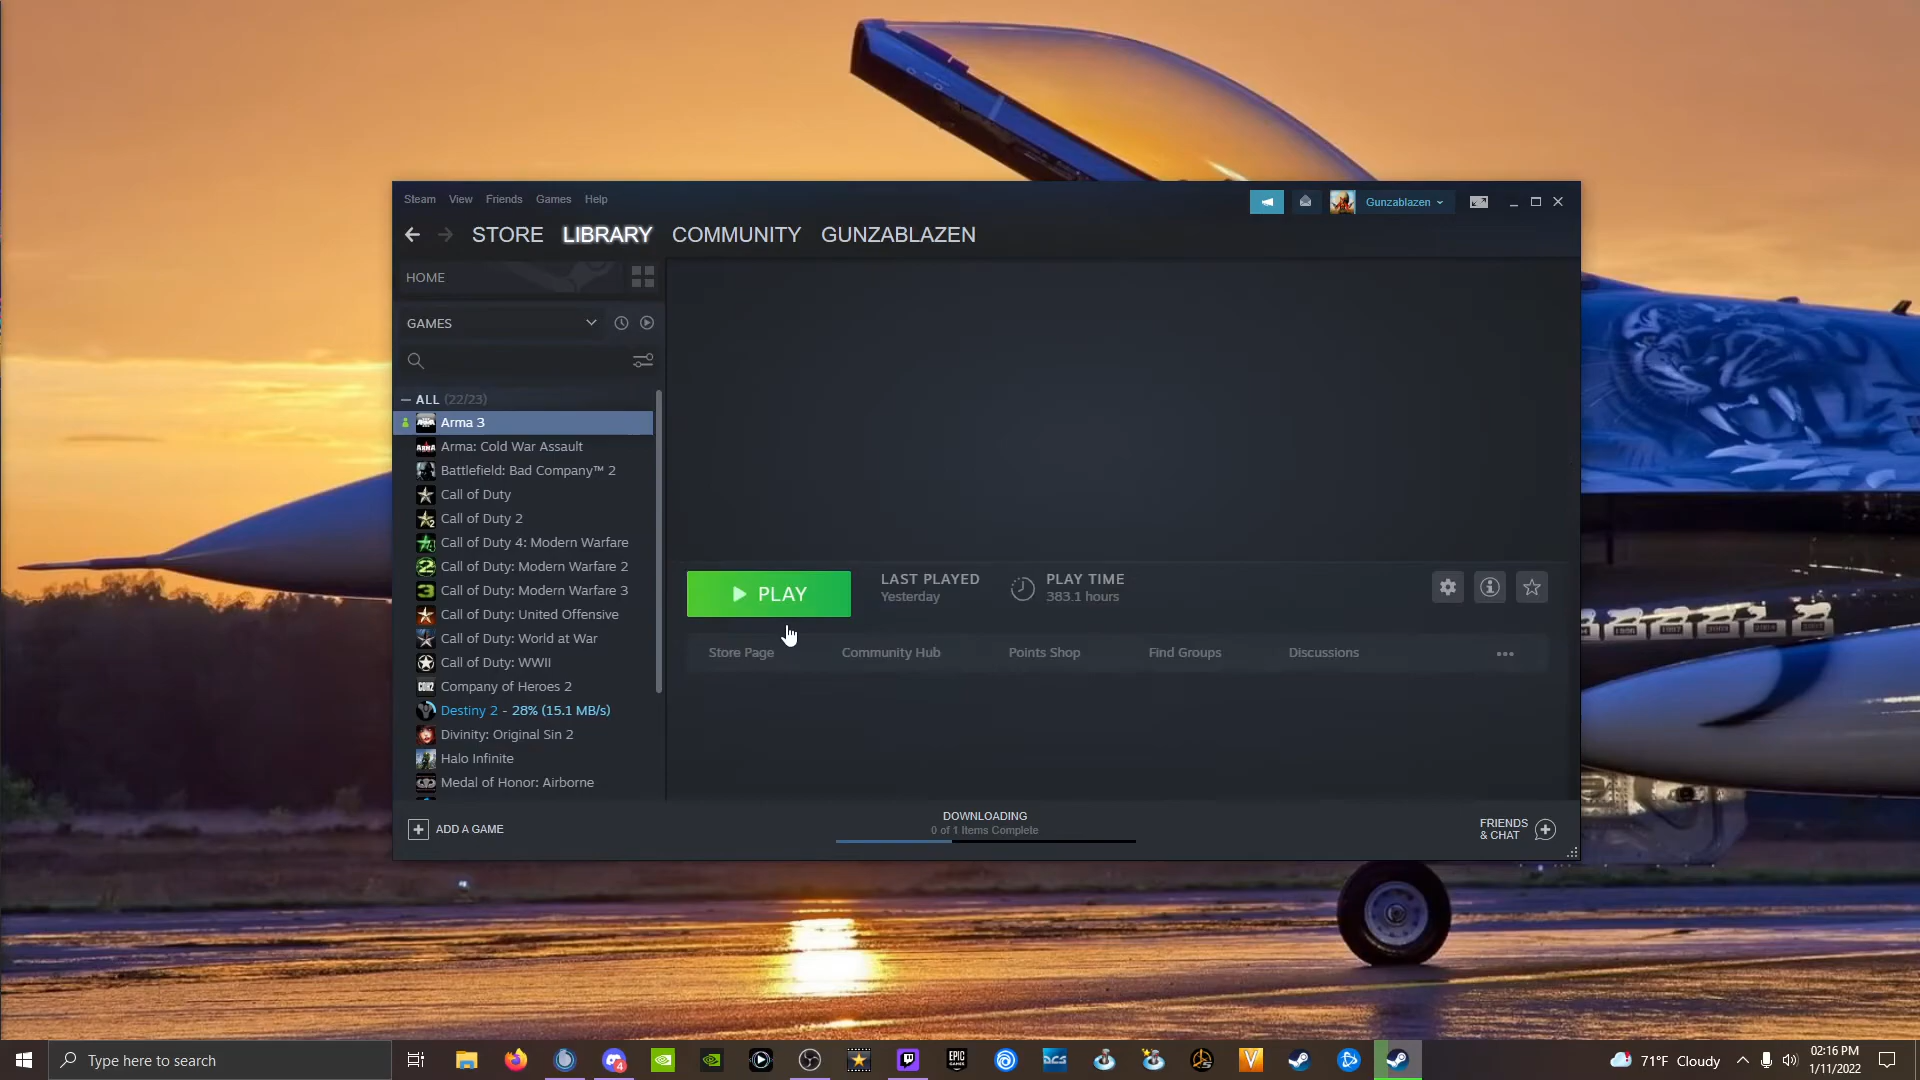 Steam View Friends Games Help
Gunzablazen
STORE LIBRARY COMMUNITY GUNZABLAZEN
HOME
GAMES
ALL (22/23)
Arma 3
Arma: Cold War Assault
Battlefield: Bad Company™ 2
Call of Duty
Call of Duty 2
Call of Duty 4: Modern Warfare
Call of Duty: Modern Warfare 2
Call of Duty: Modern Warfare 3
Call of Duty: United Offensive
Call of Duty: World at War
Call of Duty: WWII
Company of Heroes 2
Destiny 2 - 28% (15.1 MB/s)
Divinity: Original Sin 2
Halo Infinite
Medal of Honor: Airborne
PLAY
LAST PLAYED
Yesterday
PLAY TIME
383.1 hours
Store Page Community Hub Points Shop Find Groups Discussions
ADD A GAME
DOWNLOADING
0 of 1 Items Complete
FRIENDS
& CHAT
Type here to search
4
EPIC
GAMES
DCS
71°F Cloudy
02:16 PM
1/11/2022